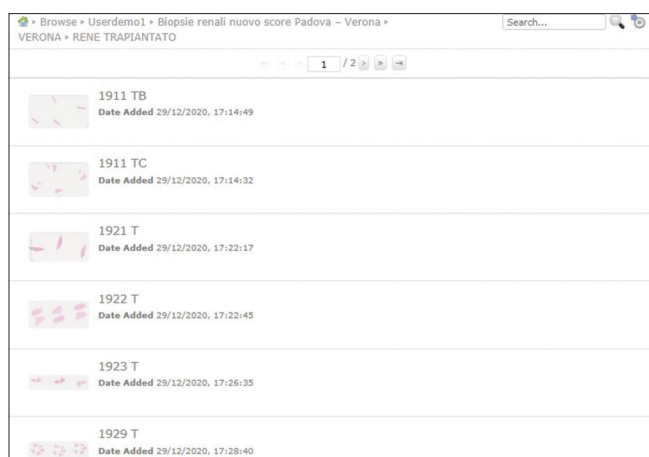 ▸ Browse ▸ Userdemo1 ▸ Biopsie renali nuovo score Padova – Verona ▸
VERONA ▸ RENE TRAPIANTATO
Search...
1 / 2
1911 TB
Date Added 29/12/2020, 17:14:49
1911 TC
Date Added 29/12/2020, 17:14:32
1921 T
Date Added 29/12/2020, 17:22:17
1922 T
Date Added 29/12/2020, 17:22:45
1923 T
Date Added 29/12/2020, 17:26:35
1929 T
Date Added 29/12/2020, 17:28:40